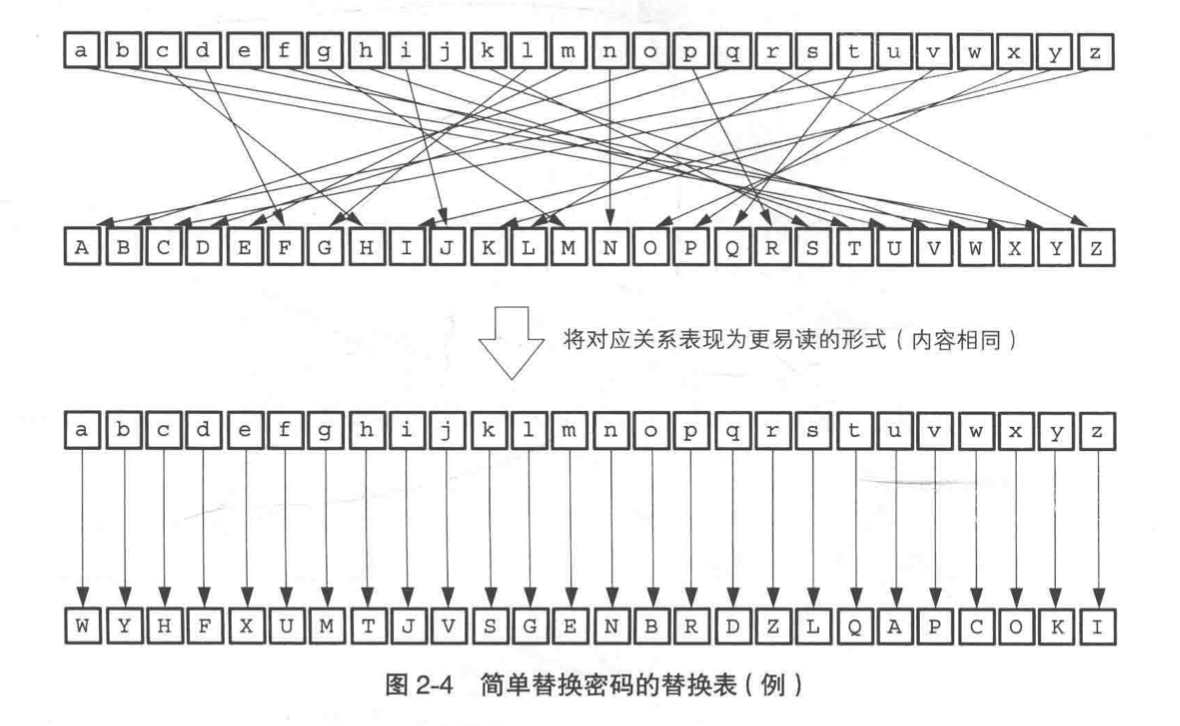 a b c d e f g h i j k l m n o p q r s t u v w x y z
A B C D E F G H I J K L M N O P Q R S T U V W X Y Z
将对应关系表现为更易读的形式（内容相同）
a b c d e f g h i j k l m n o p q r s t u v w x y z
W Y H F X U M T J V S G E N B R D Z L Q A P C O K I
图 2-4 简单替换密码的替换表（例）